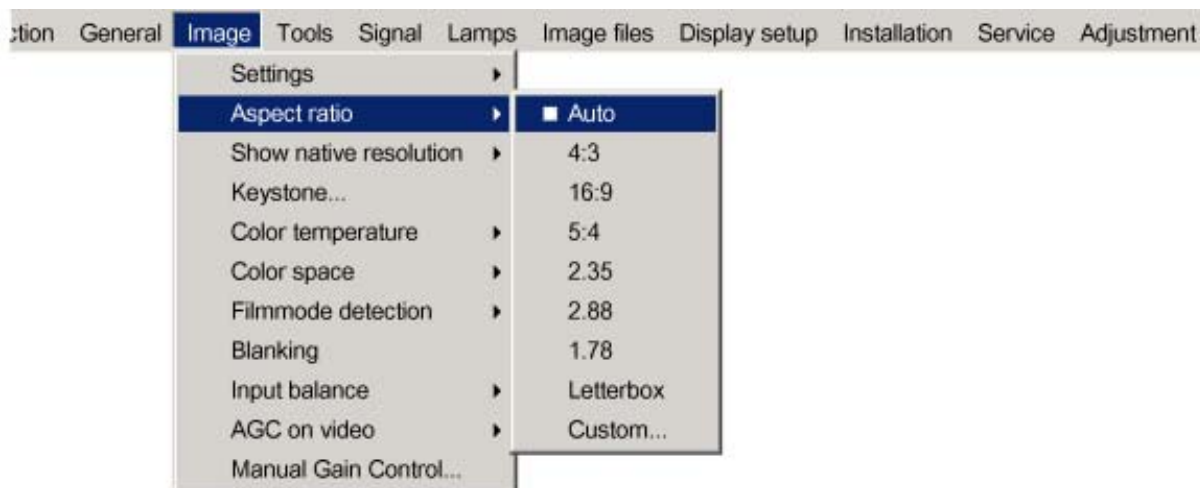 ction General Image Tools Signal Lamps Image files Display setup Installation Service Adjustment
Settings
Aspect ratio
Show native resolution
Keystone...
Color temperature
Color space
Filmmode detection
Blanking
Input balance
AGC on video
Manual Gain Control...
Auto
4:3
16:9
5:4
2.35
2.88
1.78
Letterbox
Custom...